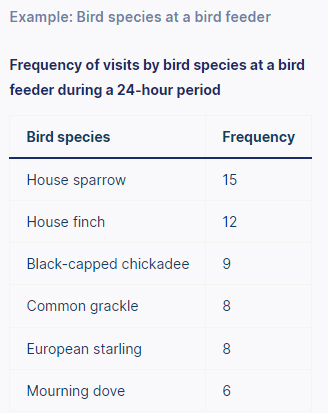 Example: Bird species at a bird feeder
Frequency of visits by bird species at a bird
feeder during a 24-hour period
Bird species Frequency
House sparrow 15
House finch 12
Black-capped chickadee 9
Common grackle 8
European starling 8
Mourning dove 6